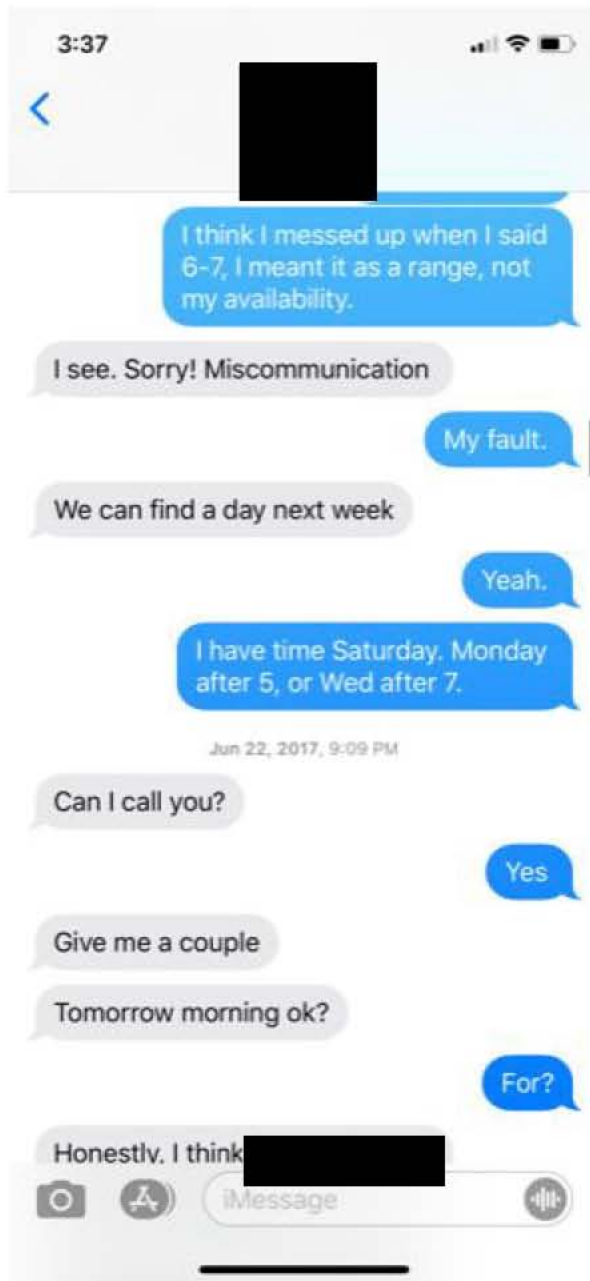 3:37
I think I messed up when I said
6-7, I meant it as a range, not
my availability.
I see. Sorry! Miscommunication
My fault.
We can find a day next week
Yeah.
I have time Saturday. Monday
after 5, or Wed after 7.
Jun 22, 2017, 9:09 PM
Can I call you?
Yes
Give me a couple
Tomorrow morning ok?
For?
Honestly, I think
iMessage